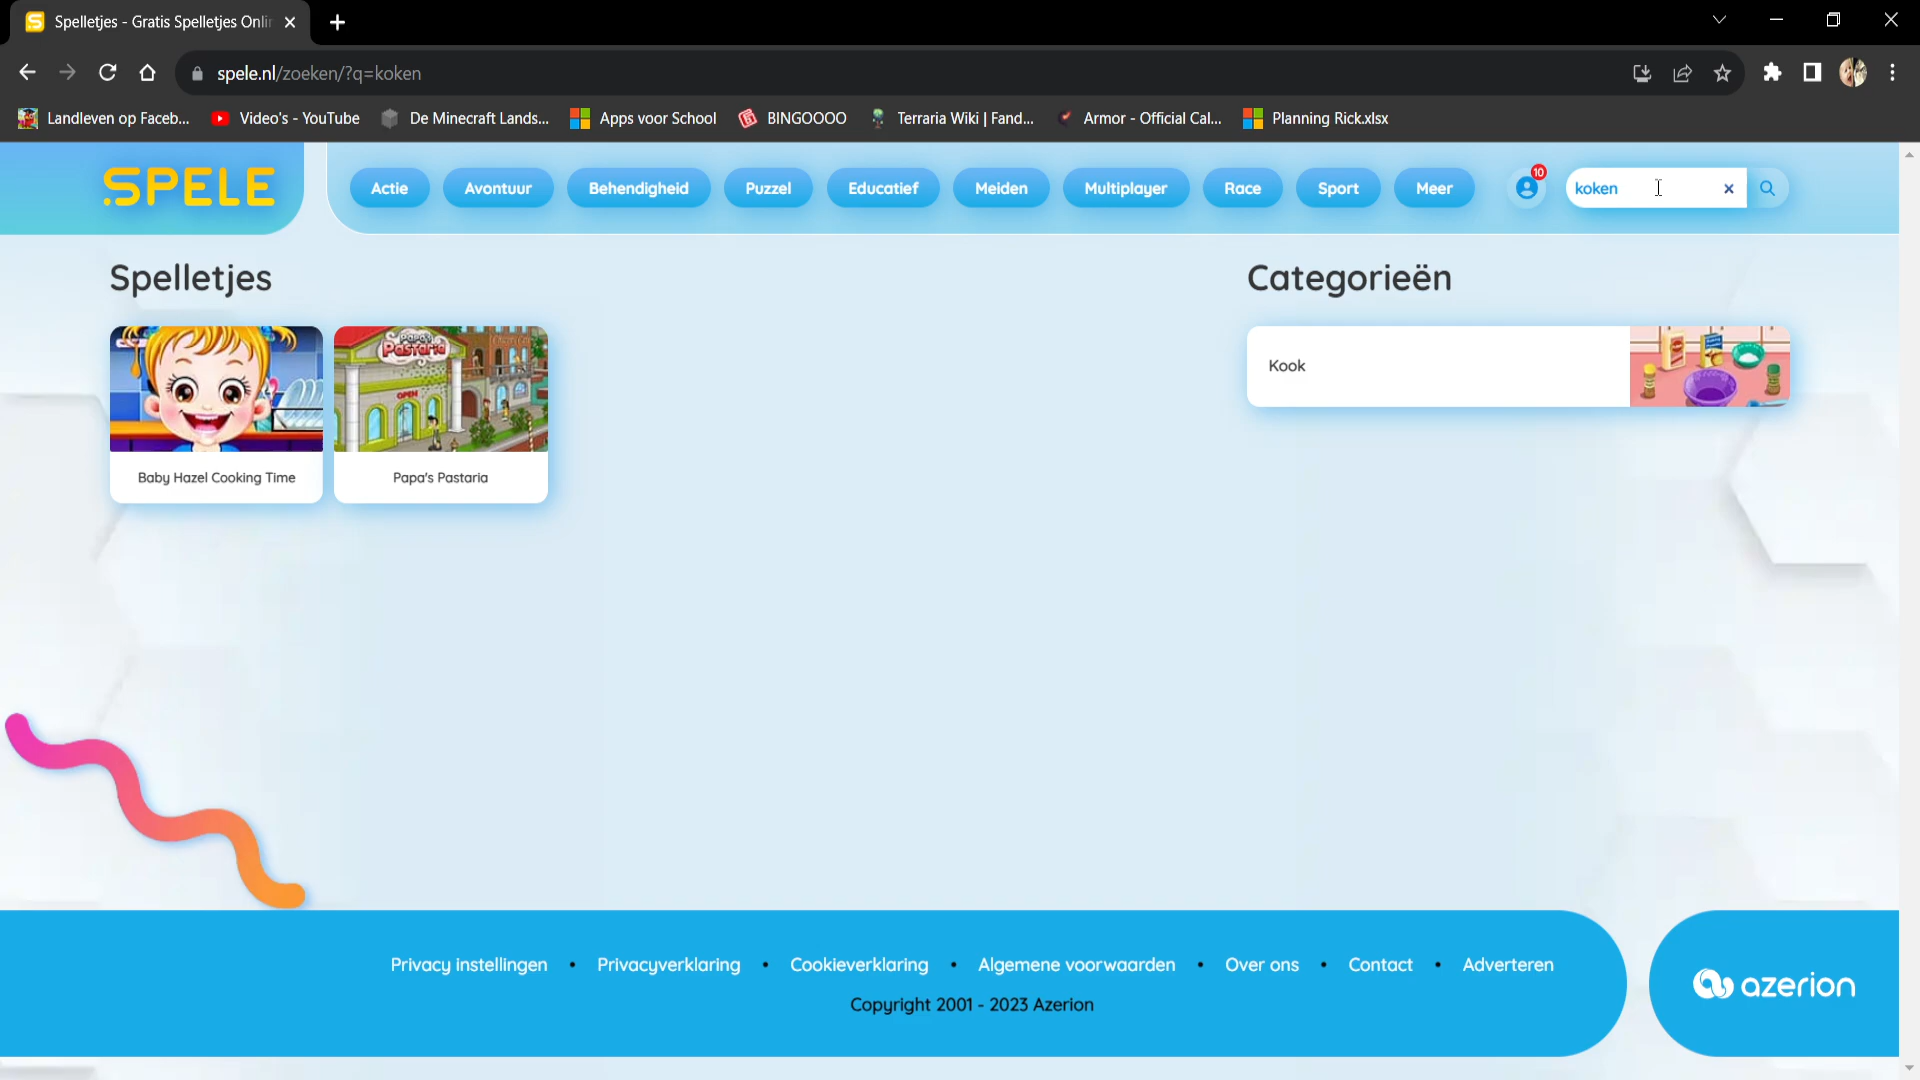 Spelletjes - Gratis Spelletjes Onlin
spele.nl/zoeken/?q=koken
Landleven op Faceb...
Video's - YouTube
De Minecraft Lands...
Apps voor School
BINGOOOO
Terraria Wiki | Fand...
Armor - Official Cal...
Planning Rick.xlsx
.SPELE
Actie
Avontuur
Behendigheid
Puzzel
Educatief
Meiden
Multiplayer
Race
Sport
Meer
10
koken
Spelletjes
Categorieën
Papa's Pastaria
OPEN
Kook
Baby Hazel Cooking Time
Papa's Pastaria
Privacy instellingen • Privacyverklaring • Cookieverklaring • Algemene voorwaarden • Over ons • Contact • Adverteren
Copyright 2001 - 2023 Azerion
azerion